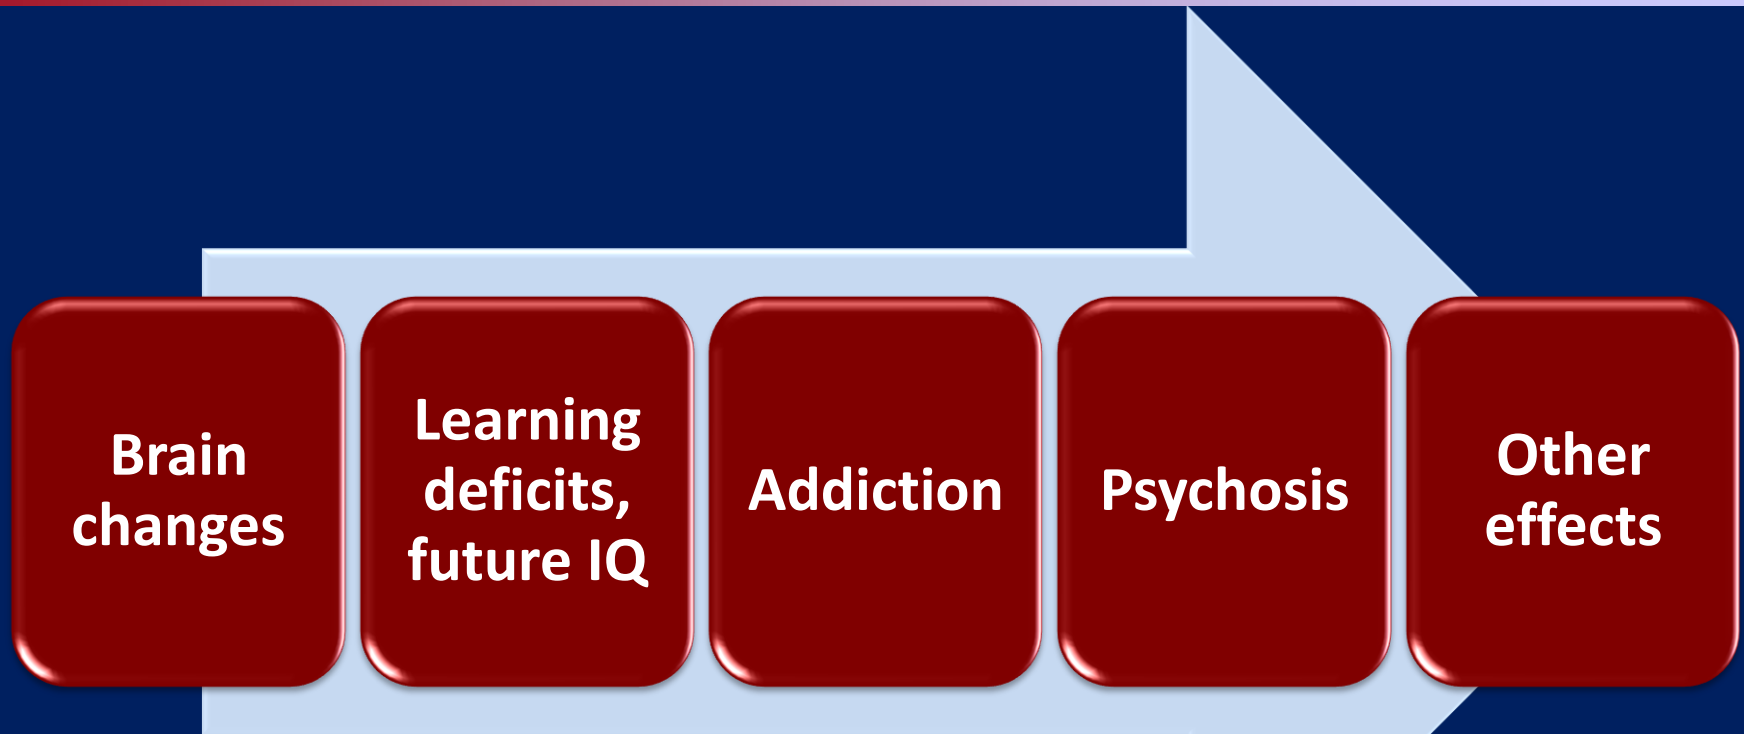 Brain
changes
Learning
deficits,
future IQ
Addiction
Psychosis
Other
effects